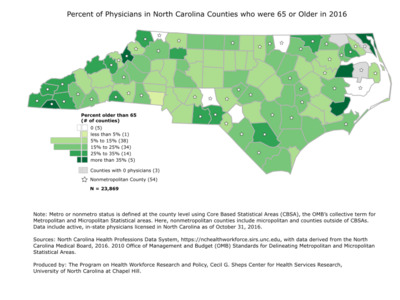 Percent of Physicians in North Carolina Counties who were 65 or Older in 2016
Percent older than 65
(# of counties)
0 (5)
less than 5% (1)
5% to 15% (38)
15% to 25% (34)
25% to 35% (14)
more than 35% (5)
Counties with 0 physicians (3)
Nonmetropolitan County (54)
N = 23,869
Note: Metro or nonmetro status is defined at the county level using Core Based Statistical Areas (CBSA), the OMB's collective term for
Metropolitan and Micropolitan Statistical areas. Here, nonmetropolitan counties include micropolitan and counties outside of CBSAs.
Data include active, in-state physicians licensed in North Carolina as of October 31, 2016.
Sources: North Carolina Health Professions Data System, https://nchealthworkforce.sirs.unc.edu, with data derived from the North
Carolina Medical Board, 2016. 2010 Office of Management and Budget (OMB) Standards for Delineating Metropolitan and Micropolitan
Statistical Areas.
Produced by: The Program on Health Workforce Research and Policy, Cecil G. Sheps Center for Health Services Research,
University of North Carolina at Chapel Hill.